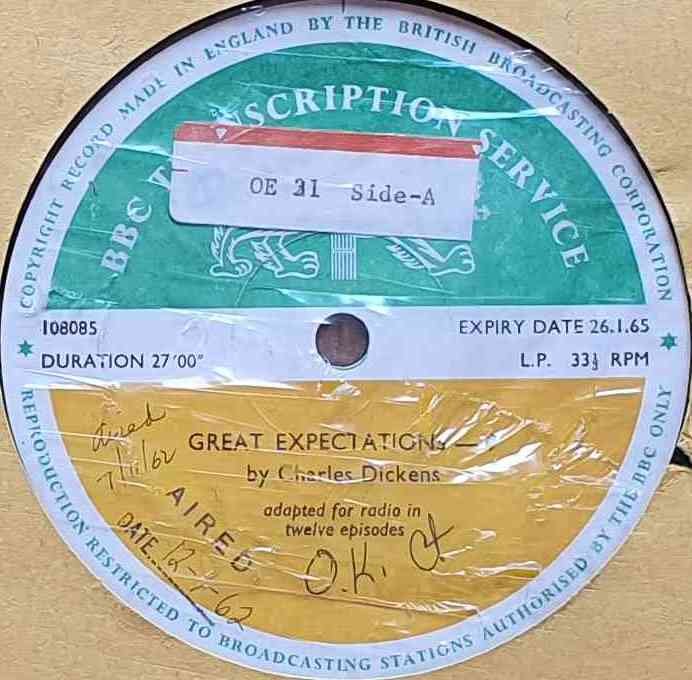 COPYRIGHT RECORD MADE IN ENGLAND BY THE BRITISH BROADCASTING CORPORATION
BBC SCRIPTION SERVICE
OE 21 Side-A
108085
EXPIRY DATE 26.1.65
DURATION 27'00"
L.P. 33⅓ RPM
GREAT EXPECTATIONS —
by Charles Dickens
adapted for radio in
twelve episodes
Aired
AIRED
DATE
O.K.
REPRODUCTION RESTRICTED TO BROADCASTING STATIONS AUTHORISED BY THE BBC ONLY